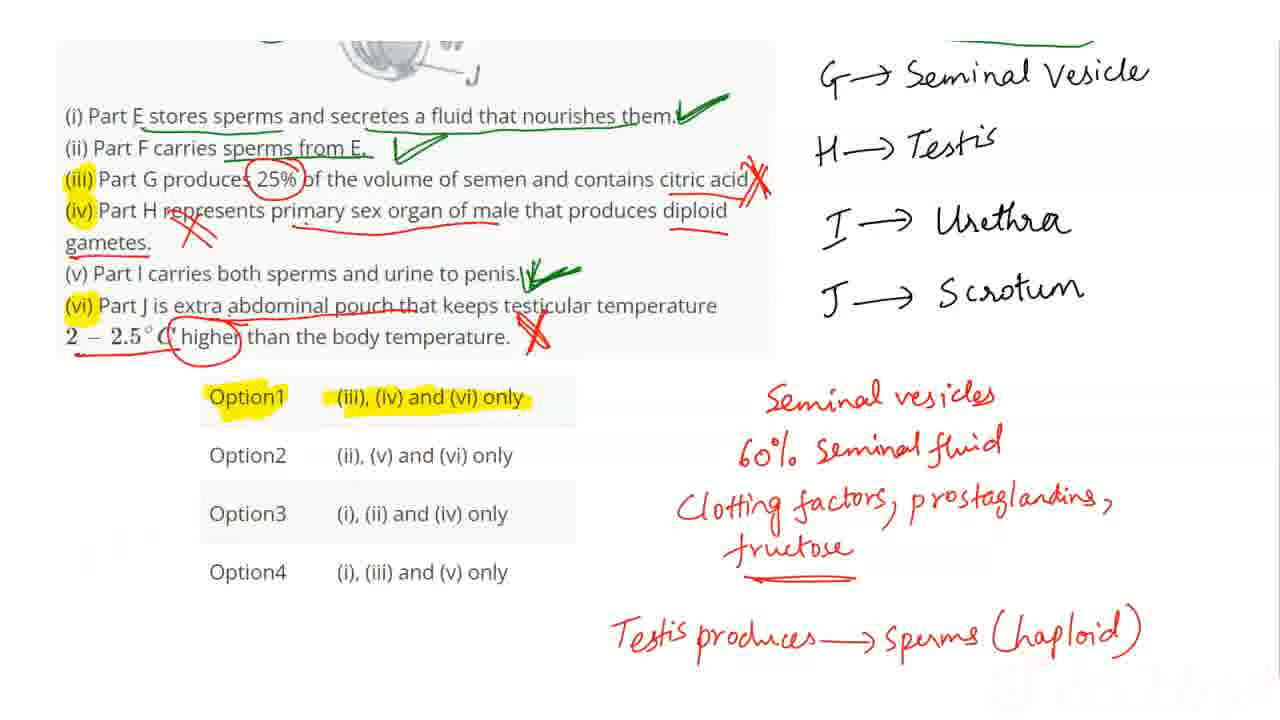 G → Seminal Vesicle
J
(i) Part E stores sperms and secretes a fluid that nourishes them.
(ii) Part F carries sperms from E.
H → Testis
(iii) Part G produces 25% of the volume of semen and contains citric acid
(iv) Part H represents primary sex organ of male that produces diploid
gametes.
I → Urethra
(v) Part I carries both sperms and urine to penis.
(vi) Part J is extra abdominal pouch that keeps testicular temperature
2 – 2.5°C higher than the body temperature.
J → Scrotum
Option1 (iii), (iv) and (vi) only
Option2 (ii), (v) and (vi) only
Option3 (i), (ii) and (iv) only
Option4 (i), (iii) and (v) only
Seminal vesicles
60% Seminal fluid
Clotting factors, prostaglandins,
fructose
Testis produces → Sperms (haploid)